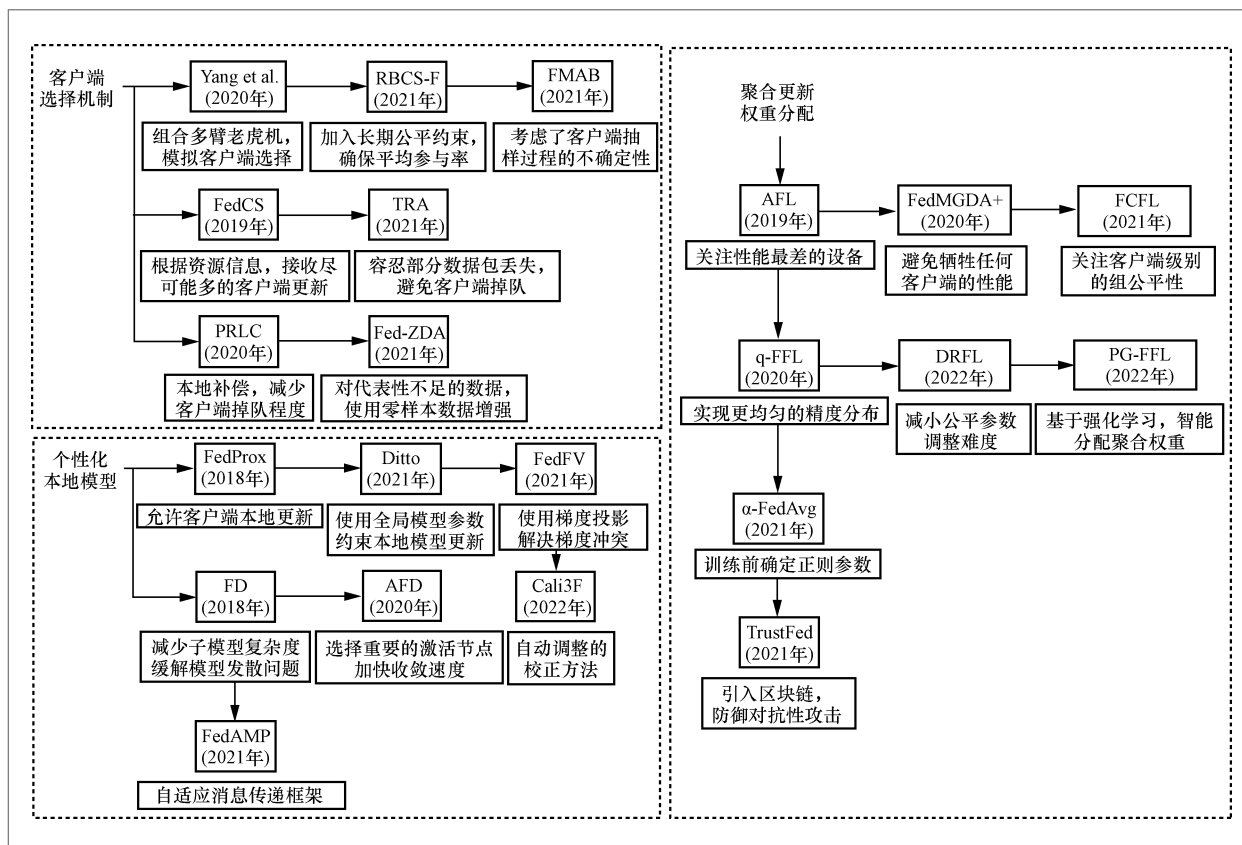 客户端
选择机制
Yang et al.
(2020年)
RBCS-F
(2021年)
FMAB
(2021年)
组合多臂老虎机，
模拟客户端选择
加入长期公平约束，
确保平均参与率
考虑了客户端抽
样过程的不确定性
FedCS
(2019年)
TRA
(2021年)
根据资源信息，接收尽
可能多的客户端更新
容忍部分数据包丢失，
避免客户端掉队
PRLC
(2020年)
Fed-ZDA
(2021年)
本地补偿，减少
客户端掉队程度
对代表性不足的数据，
使用零样本数据增强
个性化
本地模型
FedProx
(2018年)
Ditto
(2021年)
FedFV
(2021年)
允许客户端本地更新
使用全局模型参数
约束本地模型更新
使用梯度投影
解决梯度冲突
FD
(2018年)
AFD
(2020年)
Cali3F
(2022年)
减少子模型复杂度
缓解模型发散问题
选择重要的激活节点
加快收敛速度
自动调整的
校正方法
FedAMP
(2021年)
自适应消息传递框架
聚合更新
权重分配
AFL
(2019年)
FedMGDA+
(2020年)
FCFL
(2021年)
关注性能最差的设备
避免牺牲任何
客户端的性能
关注客户端级别
的组公平性
q-FFL
(2020年)
DRFL
(2022年)
PG-FFL
(2022年)
实现更均匀的精度分布
减小公平参数
调整难度
基于强化学习，智能
分配聚合权重
α-FedAvg
(2021年)
训练前确定正则参数
TrustFed
(2021年)
引入区块链，
防御对抗性攻击